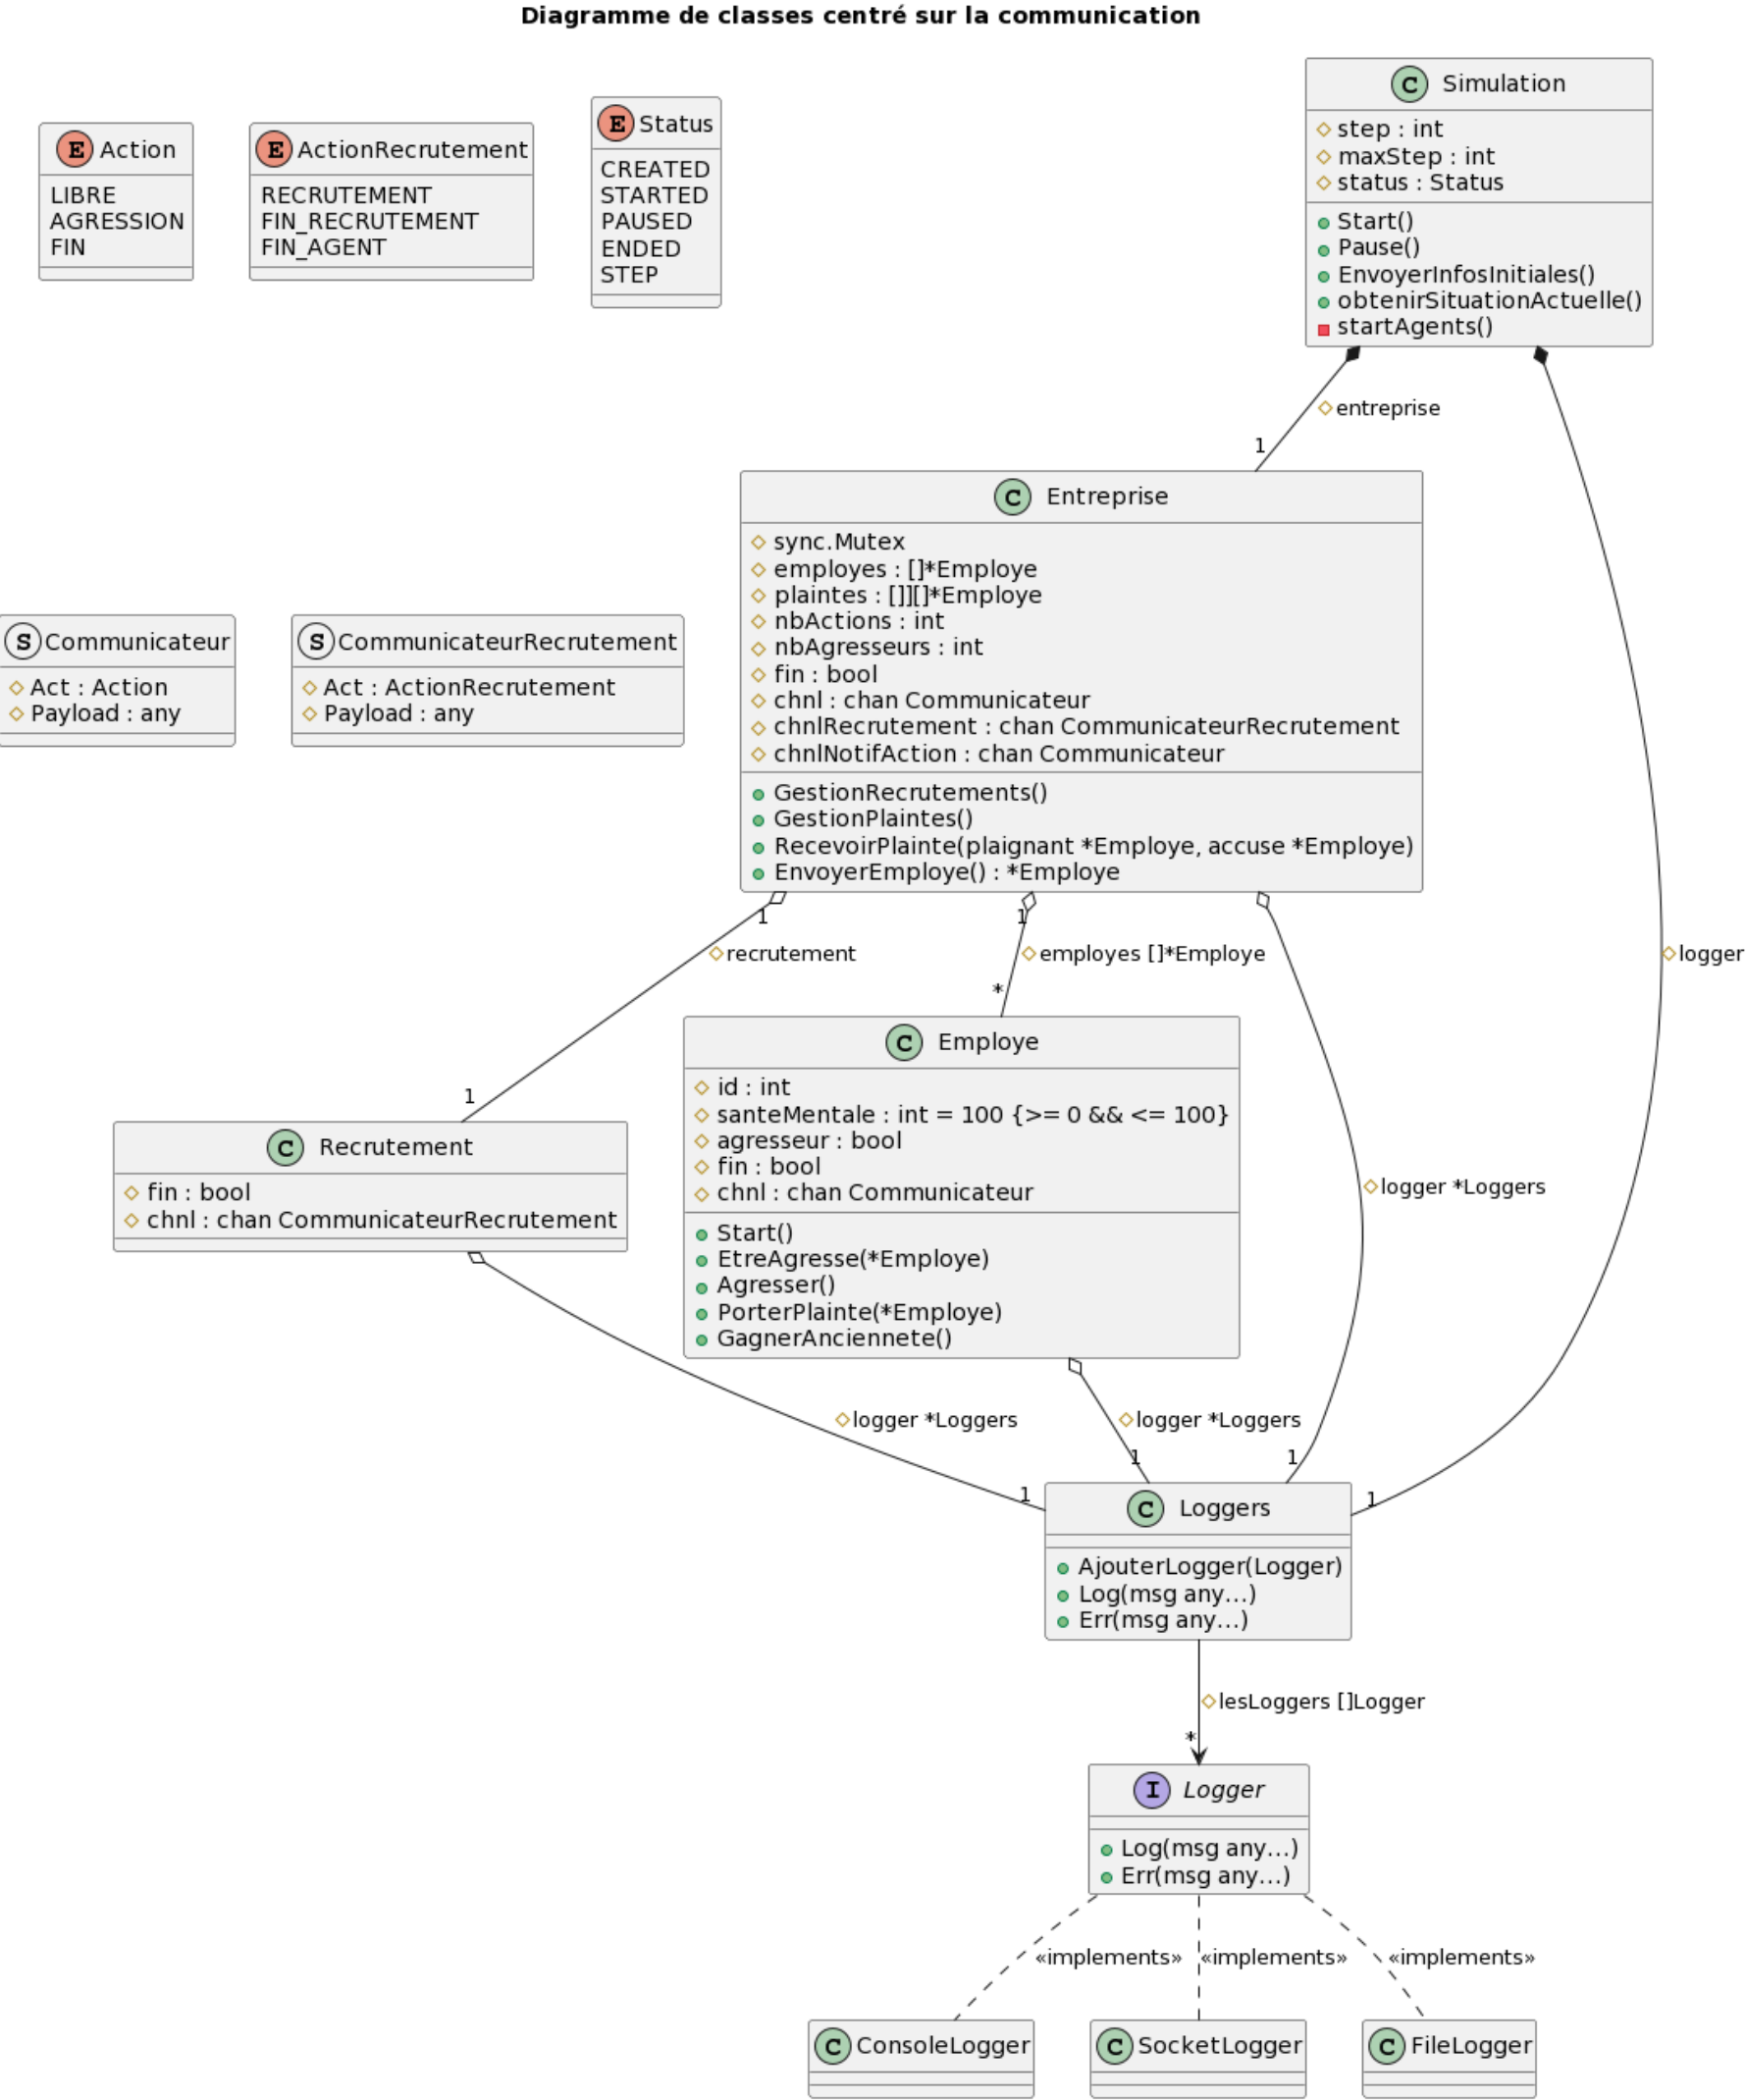 Diagramme de classes centré sur la communication
E Action
LIBRE
AGRESSION
FIN
E ActionRecrutement
RECRUTEMENT
FIN_RECRUTEMENT
FIN_AGENT
E Status
CREATED
STARTED
PAUSED
ENDED
STEP
C Simulation
step : int
maxStep : int
status : Status
Start()
Pause()
EnvoyerInfosInitiales()
obtenirSituationActuelle()
startAgents()
entreprise
1
S Communicateur
Act : Action
Payload : any
S CommunicateurRecrutement
Act : ActionRecrutement
Payload : any
C Entreprise
sync.Mutex
employes : []*Employe
plaintes : []][]*Employe
nbActions : int
nbAgresseurs : int
fin : bool
chnl : chan Communicateur
chnlRecrutement : chan CommunicateurRecrutement
chnlNotifAction : chan Communicateur
GestionRecrutements()
GestionPlaintes()
RecevoirPlainte(plaignant *Employe, accuse *Employe)
EnvoyerEmploye() : *Employe
1
1
recrutement
employes []*Employe
logger
*
1
C Employe
id : int
santeMentale : int = 100 {>= 0 && <= 100}
agresseur : bool
fin : bool
chnl : chan Communicateur
Start()
EtreAgresse(*Employe)
Agresser()
PorterPlainte(*Employe)
GagnerAnciennete()
C Recrutement
fin : bool
chnl : chan CommunicateurRecrutement
logger *Loggers
logger *Loggers
logger *Loggers
1
1
1
1
C Loggers
AjouterLogger(Logger)
Log(msg any...)
Err(msg any...)
lesLoggers []Logger
*
I Logger
Log(msg any...)
Err(msg any...)
«implements»
«implements»
«implements»
C ConsoleLogger
C SocketLogger
C FileLogger